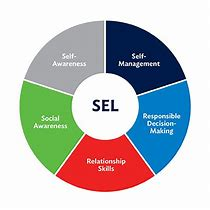 Self-
Awareness
Self-
Management
SEL
Social
Awareness
Responsible
Decision-
Making
Relationship
Skills